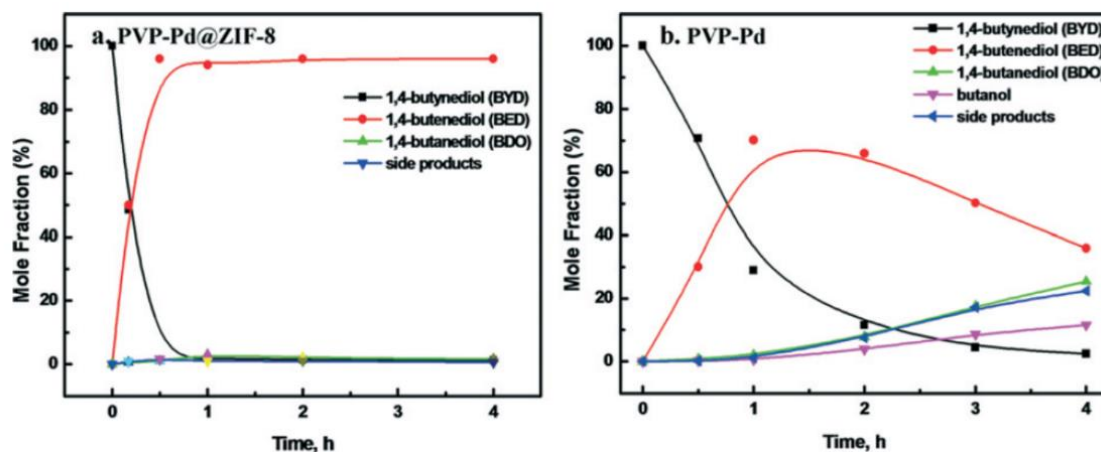 a. PVP-Pd@ZIF-8
1,4-butynediol (BYD)
1,4-butenediol (BED)
1,4-butanediol (BDO)
side products
Mole Fraction (%)
100
80
60
40
20
0
0
1
2
3
4
Time, h
b. PVP-Pd
1,4-butynediol (BYD)
1,4-butenediol (BED)
1,4-butanediol (BDO)
butanol
side products
Mole Fraction (%)
100
80
60
40
20
0
0
1
2
3
4
Time, h